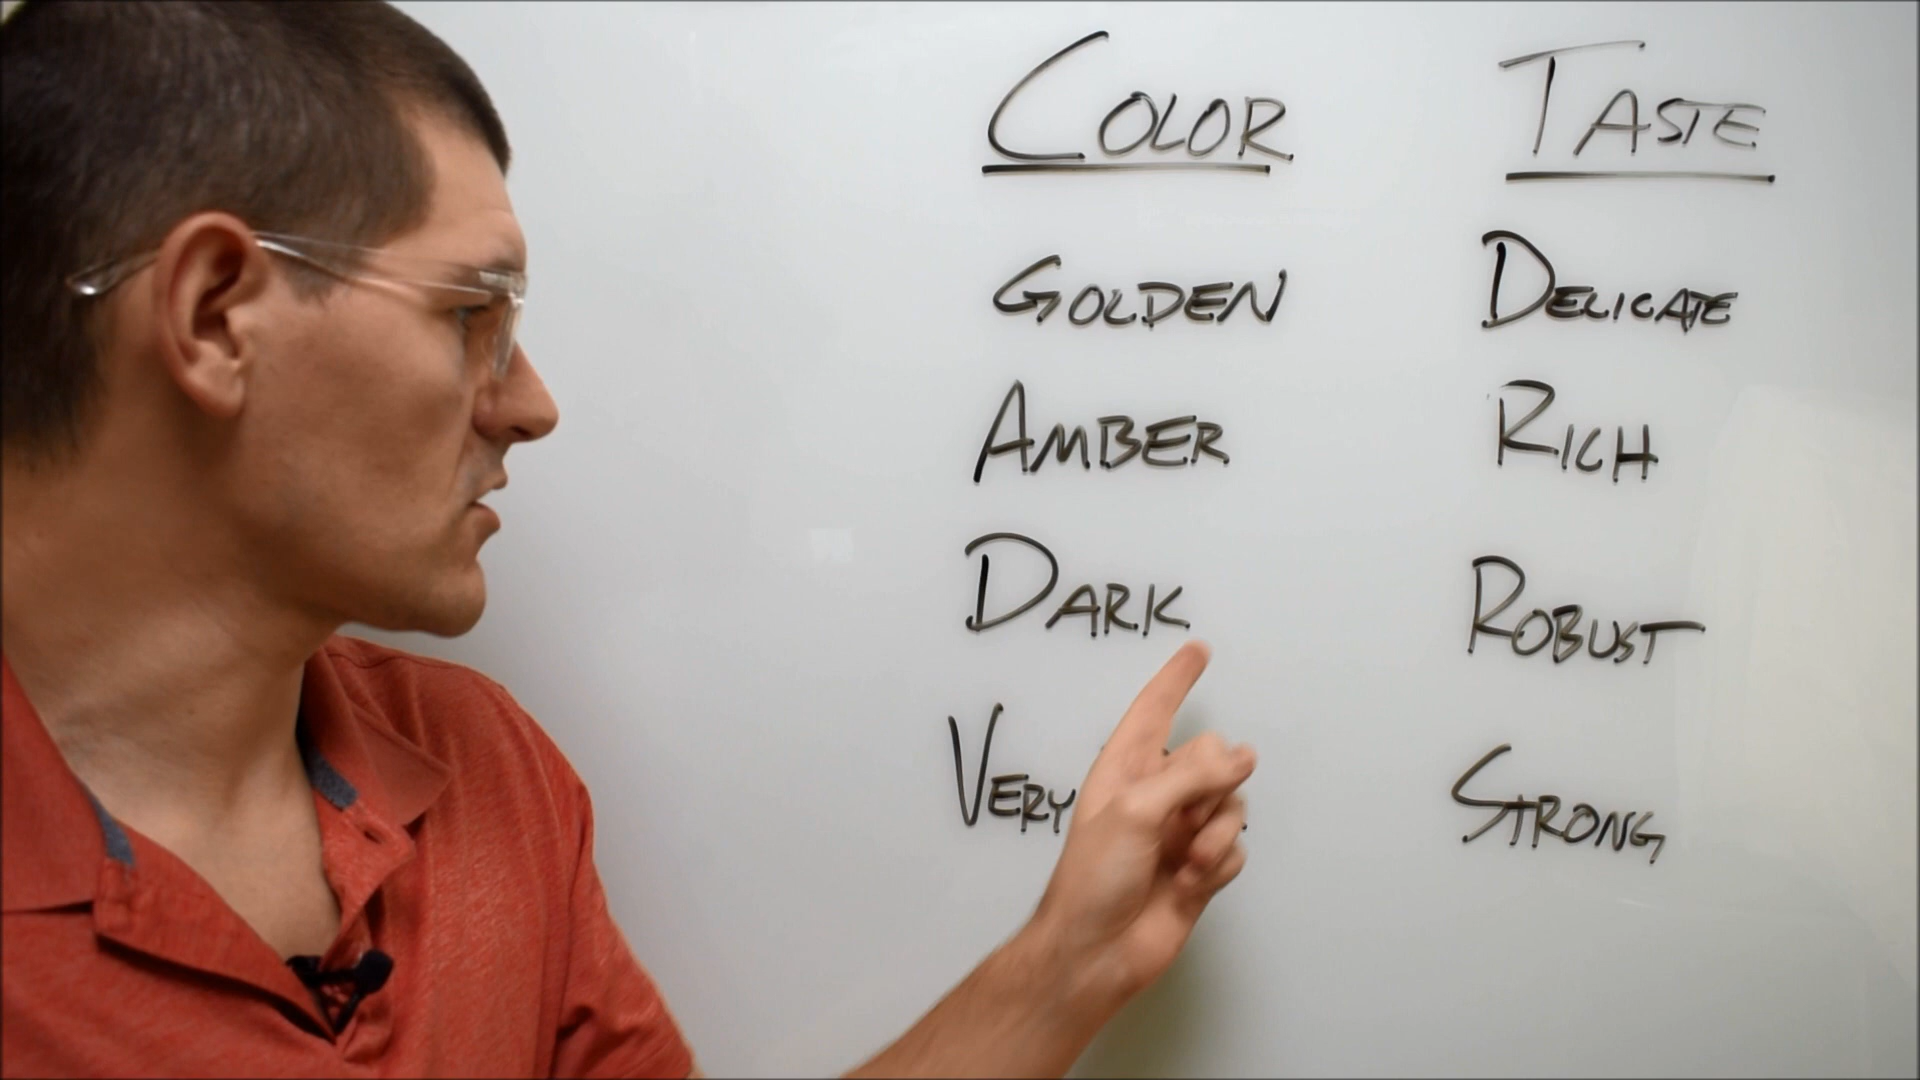 COLOR TASTE
GOLDEN DELICATE
AMBER RICH
DARK ROBUST
VERY STRONG